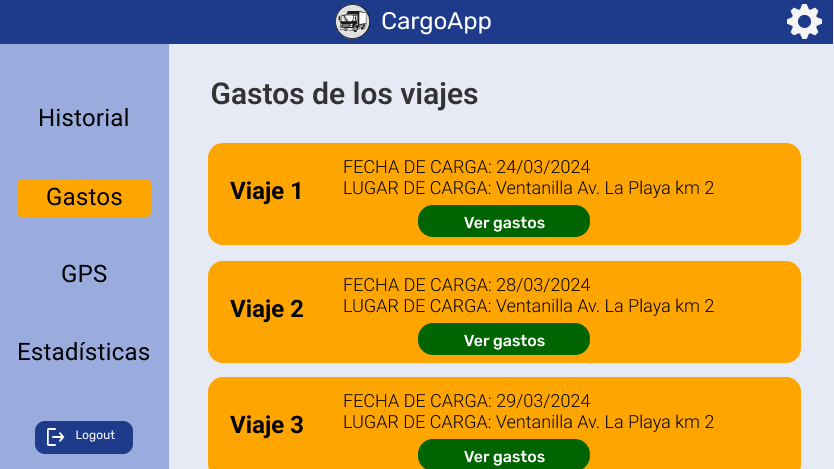 CargoApp
Historial
Gastos
GPS
Estadísticas
Logout
Gastos de los viajes
Viaje 1
FECHA DE CARGA: 24/03/2024
LUGAR DE CARGA: Ventanilla Av. La Playa km 2
Ver gastos
Viaje 2
FECHA DE CARGA: 28/03/2024
LUGAR DE CARGA: Ventanilla Av. La Playa km 2
Ver gastos
Viaje 3
FECHA DE CARGA: 29/03/2024
LUGAR DE CARGA: Ventanilla Av. La Playa km 2
Ver gastos